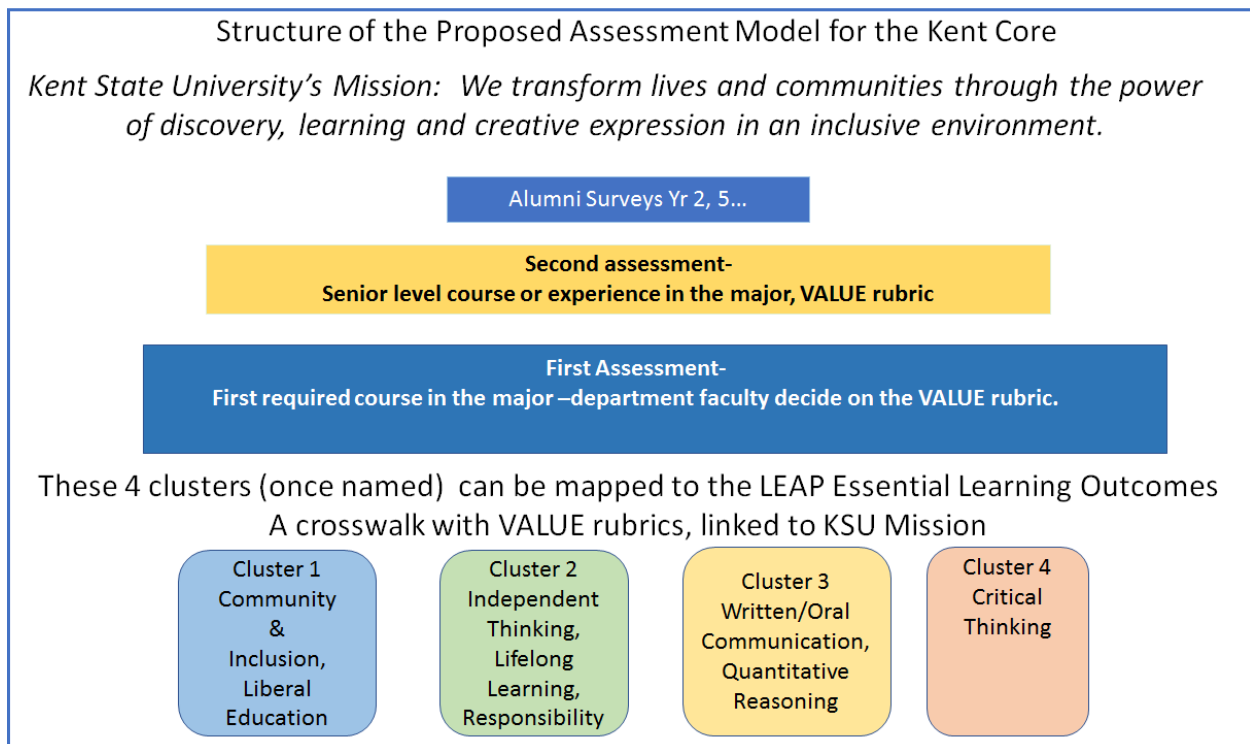 Structure of the Proposed Assessment Model for the Kent Core
Kent State University's Mission: We transform lives and communities through the power
of discovery, learning and creative expression in an inclusive environment.
Alumni Surveys Yr 2, 5...
Second assessment-
Senior level course or experience in the major, VALUE rubric
First Assessment-
First required course in the major –department faculty decide on the VALUE rubric.
These 4 clusters (once named) can be mapped to the LEAP Essential Learning Outcomes
A crosswalk with VALUE rubrics, linked to KSU Mission
Cluster 1
Community
&
Inclusion,
Liberal
Education
Cluster 2
Independent
Thinking,
Lifelong
Learning,
Responsibility
Cluster 3
Written/Oral
Communication,
Quantitative
Reasoning
Cluster 4
Critical
Thinking